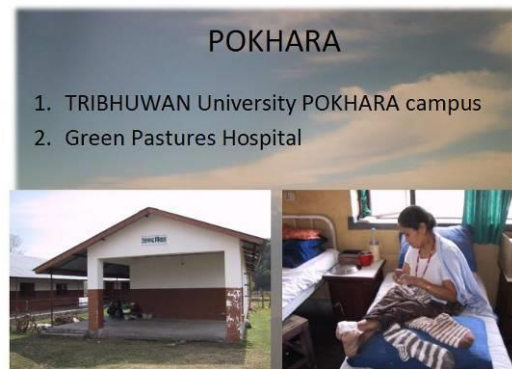 POKHARA
1. TRIBHUWAN University POKHARA campus
2. Green Pastures Hospital